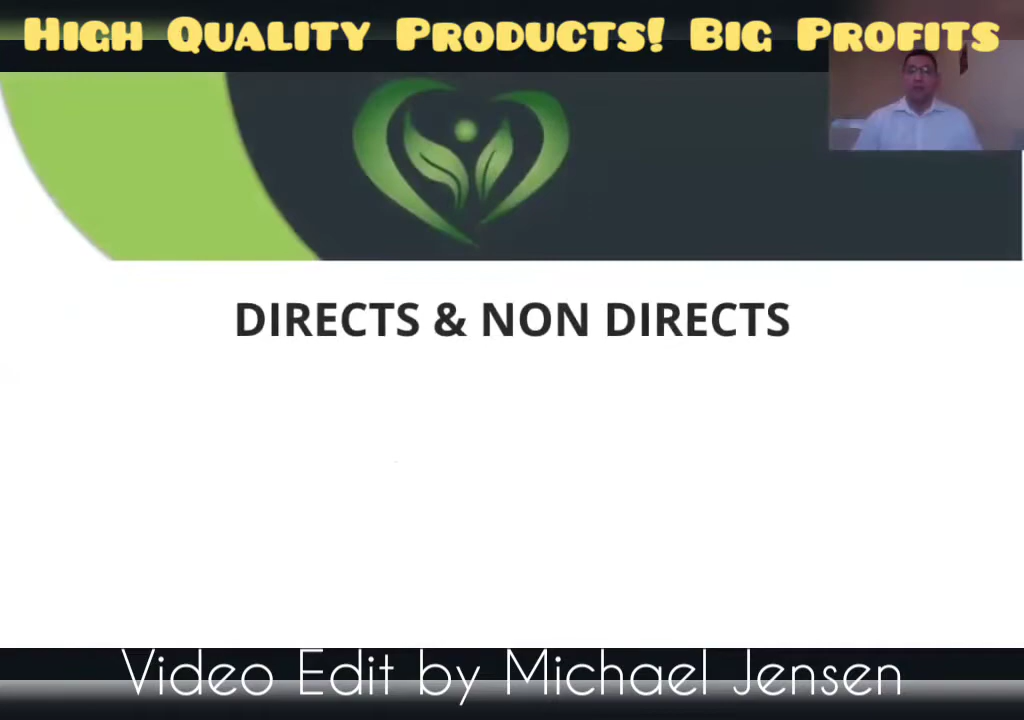 High Quality Products! Big Profits
DIRECTS & NON DIRECTS
Video Edit by Michael Jensen